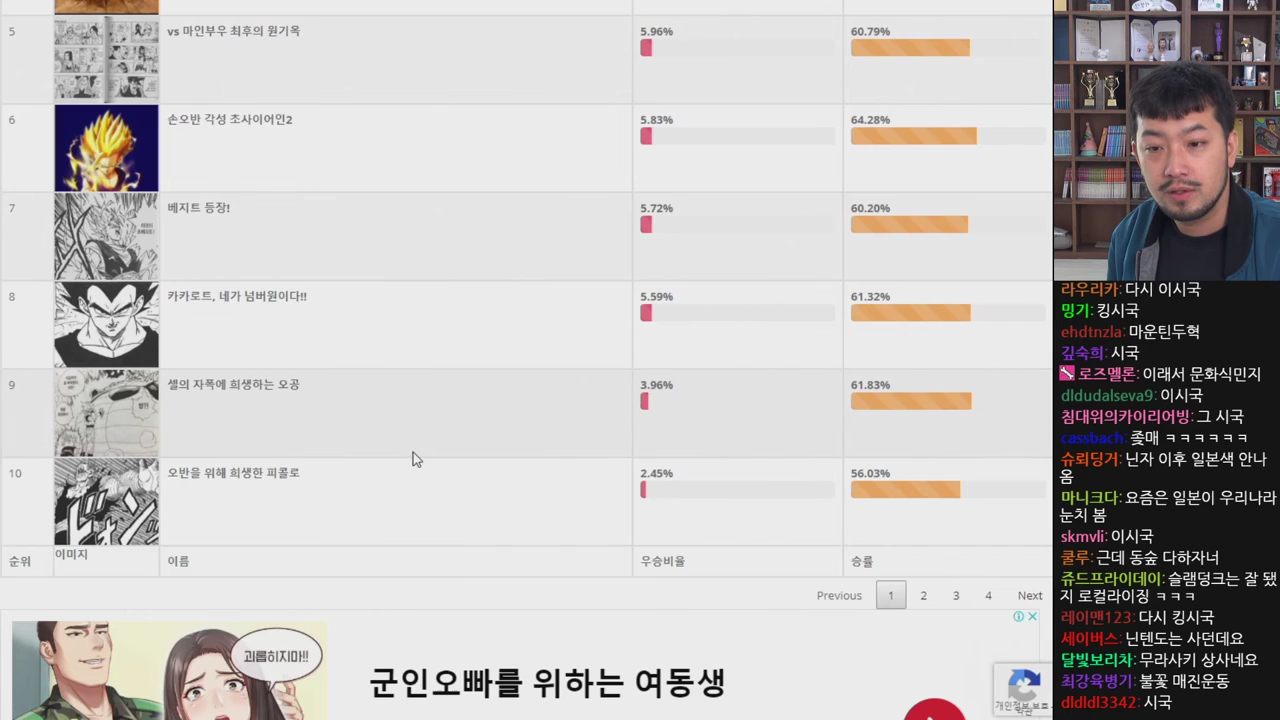 5 vs 마인부우 최후의 원기옥 5.96% 60.79%
6 손오반 각성 초사이어인2 5.83% 64.28%
7 베지트 등장! 5.72% 60.20%
8 카카로트, 네가 넘버원이다!! 5.59% 61.32%
9 셀의 자폭에 희생하는 오공 3.96% 61.83%
10 오반을 위해 희생한 피콜로 2.45% 56.03%
순위 이미지 이름 우승비율 승률
Previous 1 2 3 4 Next
괴롭히지마!!
군인오빠를 위하는 여동생
개인정보 보호 -
약관
라우리카: 다시 이시국
밍기: 킹시국
ehdtnzla: 마운틴두혁
깊숙희: 시국
로즈멜론: 이래서 문화식민지
dldudalseva9: 이시국
침대위의카이리어빙: 그 시국
cassbach: 좆매 ㅋㅋㅋㅋㅋㅋ
슈뢰딩거: 닌자 이후 일본색 안나
옴
마니크다: 요즘은 일본이 우리나라
눈치 봄
skmvli: 이시국
쿨루: 근데 동숲 다하자너
쥬드프라이데이: 슬램덩크는 잘 됐
지 로컬라이징 ㅋㅋㅋ
레이맨123: 다시 킹시국
세이버스: 닌텐도는 사던데요
달빛보리차: 무라사키 상사네요
최강육병기: 불꽃 매진운동
dldldl3342: 시국